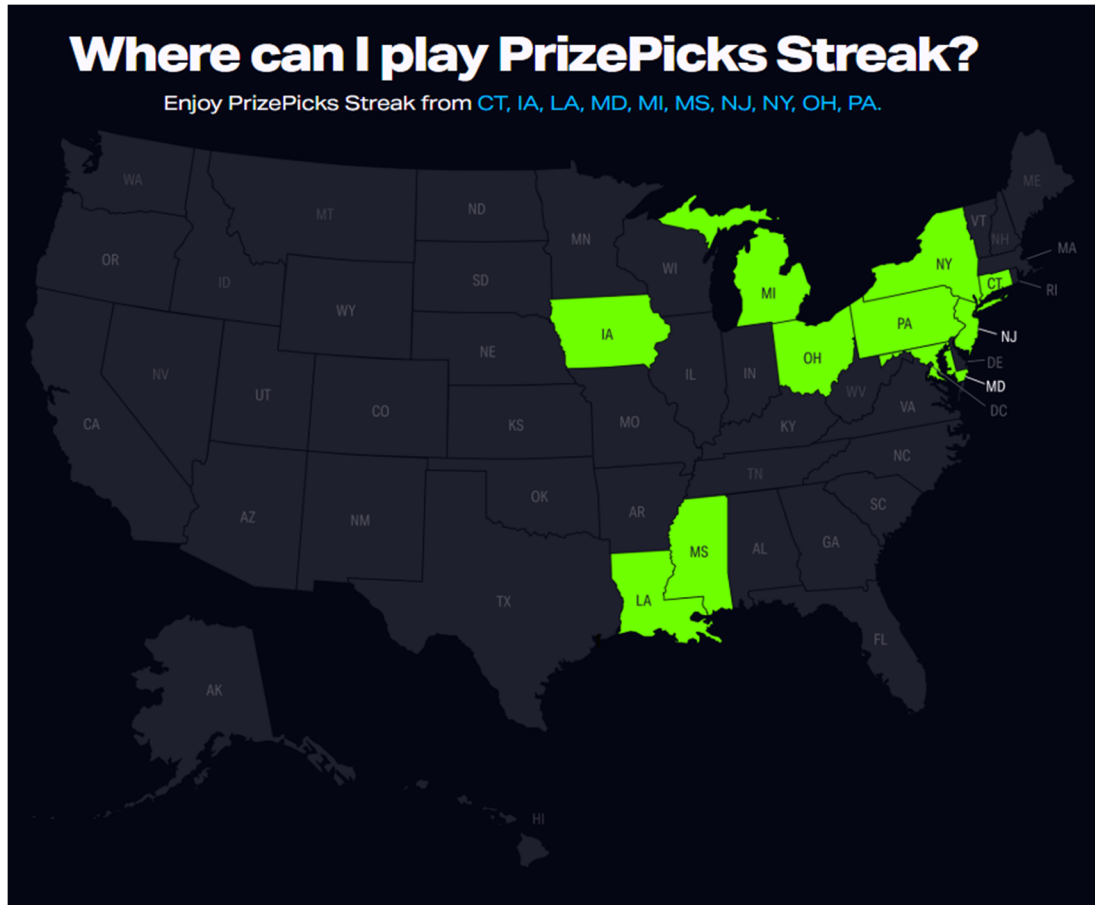 Where can I play PrizePicks Streak?
Enjoy PrizePicks Streak from CT, IA, LA, MD, MI, MS, NJ, NY, OH, PA.
WA
MT
ND
MN
ME
VT
NH
MA
OR
ID
SD
WI
NY
CT
RI
WY
MI
IA
PA
NJ
NE
OH
DE
NV
UT
IL
IN
MD
CO
WV
DC
CA
KS
MO
VA
KY
NC
TN
OK
AR
SC
AZ
NM
MS
AL
GA
TX
LA
FL
AK
HI